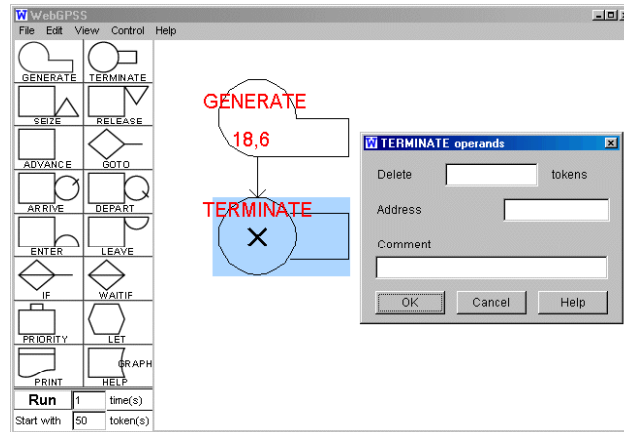 WebGPSS
File Edit View Control Help
GENERATE TERMINATE
SEIZE RELEASE
ADVANCE GOTO
ARRIVE DEPART
ENTER LEAVE
IF WAITIF
PRIORITY LET
GRAPH
PRINT HELP
Run 1 time(s)
Start with 50 token(s)
GENERATE
18,6
TERMINATE
TERMINATE operands
Delete tokens
Address
Comment
OK Cancel Help